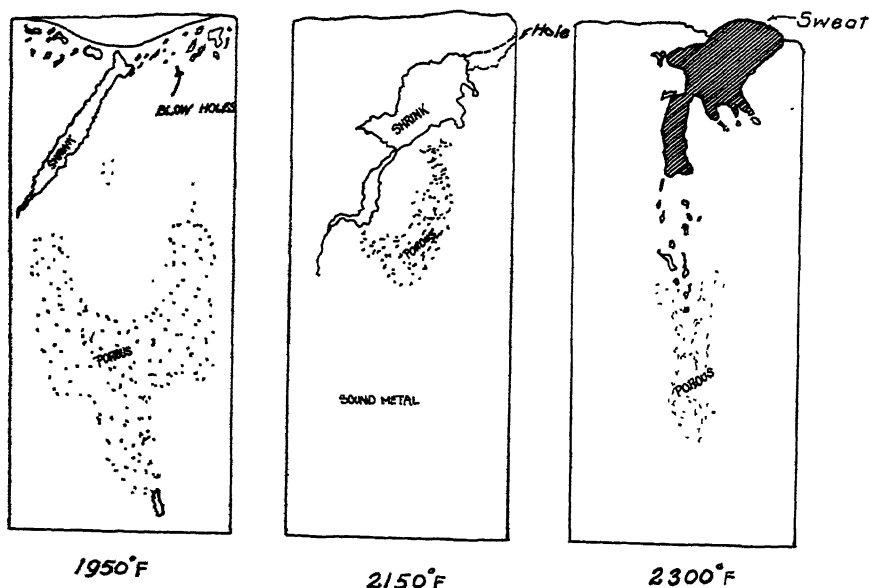 BLOW HOLES
SHRINK
POROUS
1950°F
Hole
SHRINK
POROUS
SOUND METAL
2150°F
Sweat
POROUS
2300°F